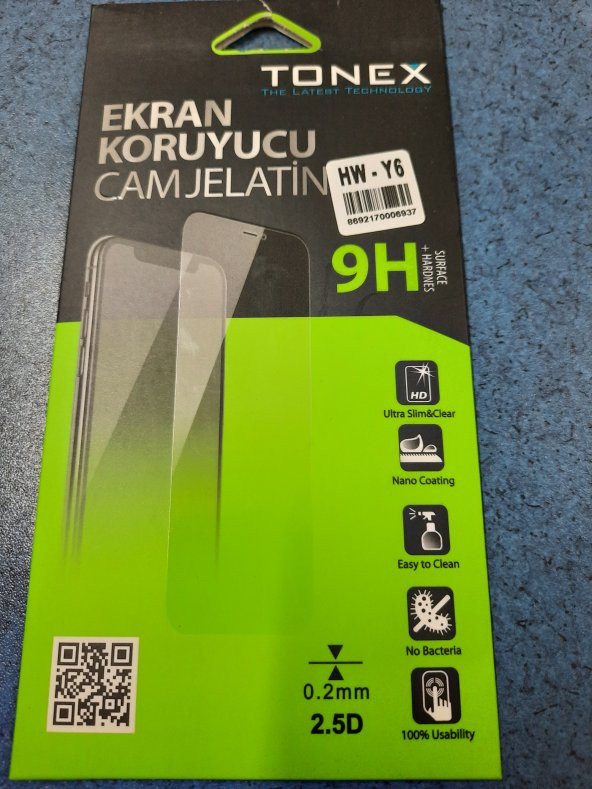 TONEX
THE LATEST TECHNOLOGY
EKRAN
KORUYUCU
CAM JELATİN
HW - Y6
8692170006937
9H
SURFACE
+ HARDNES
HD
Ultra Slim&Clear
Nano Coating
Easy to Clean
No Bacteria
0.2mm
2.5D
100% Usability